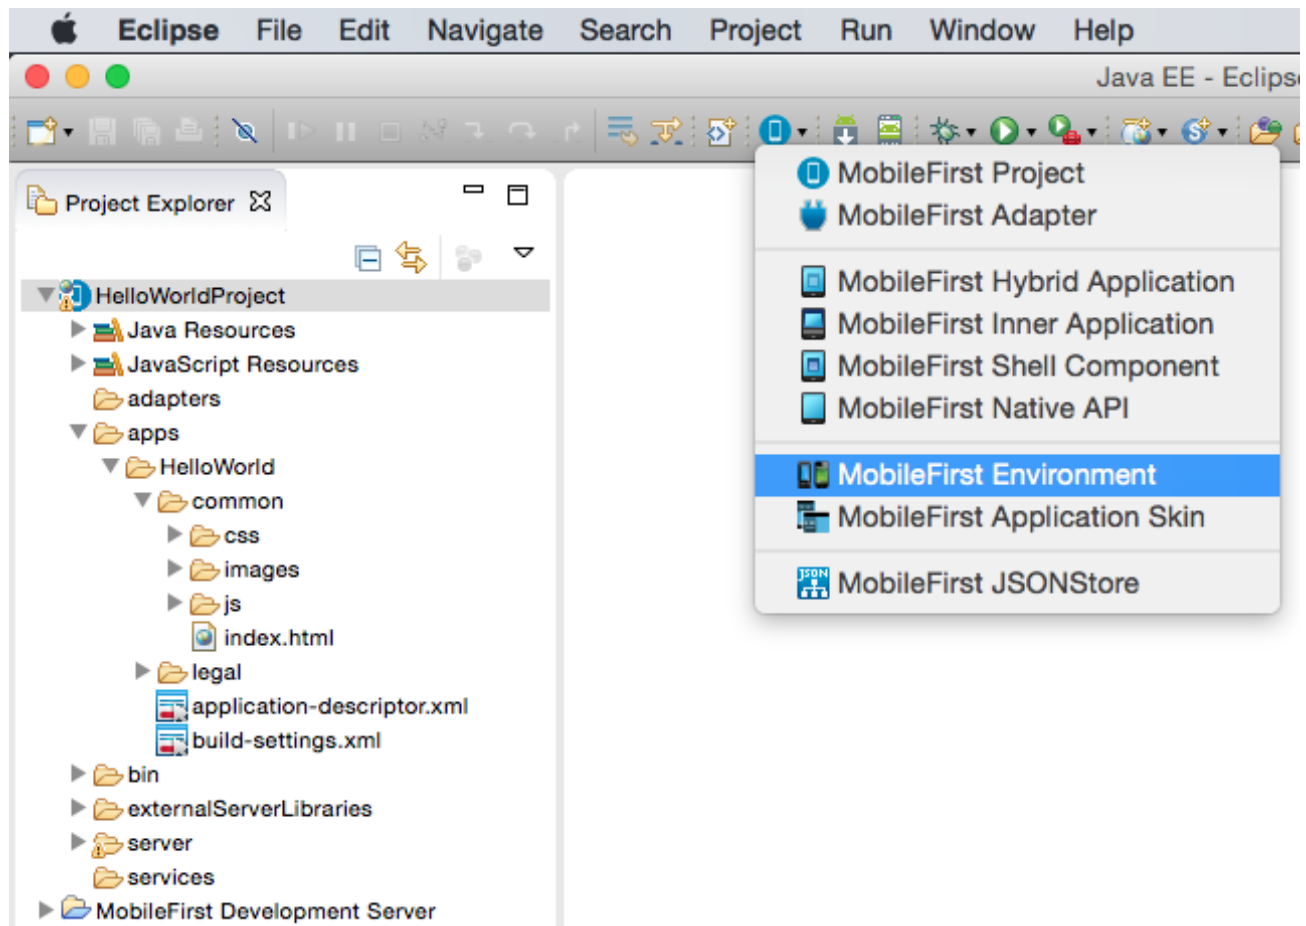 Eclipse File Edit Navigate Search Project Run Window Help
Java EE - Eclipse
Project Explorer
HelloWorldProject
Java Resources
JavaScript Resources
adapters
apps
HelloWorld
common
css
images
js
index.html
legal
application-descriptor.xml
build-settings.xml
bin
externalServerLibraries
server
services
MobileFirst Development Server
MobileFirst Project
MobileFirst Adapter
MobileFirst Hybrid Application
MobileFirst Inner Application
MobileFirst Shell Component
MobileFirst Native API
MobileFirst Environment
MobileFirst Application Skin
JSON
MobileFirst JSONStore